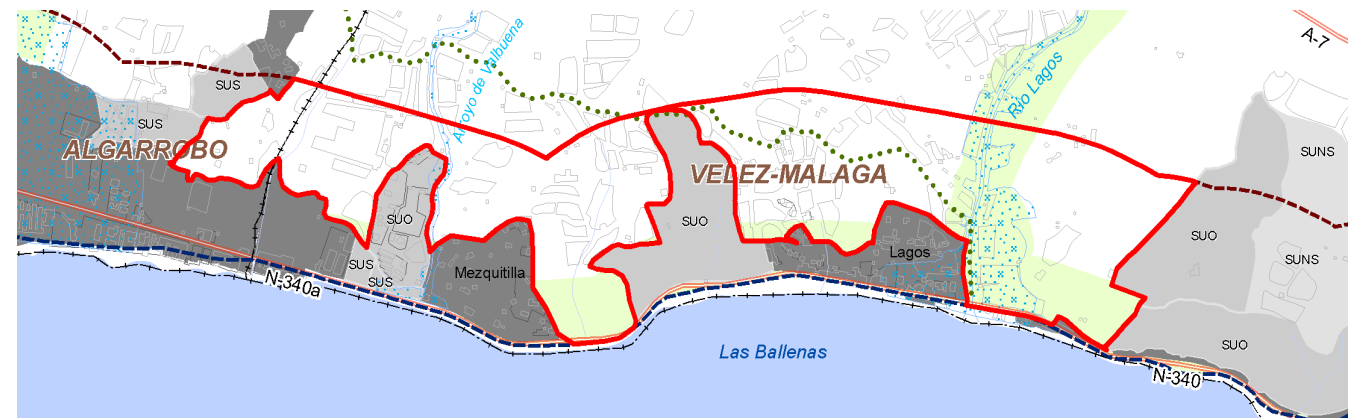 A-7
Arroyo de Valbuena
Río Lagos
SUS
SUS
ALGARROBO
SUNS
VELEZ-MALAGA
SUO
SUO
SUO
Lagos
SUNS
SUS
Mezquitilla
SUS
N-340a
SUO
Las Ballenas
N-340